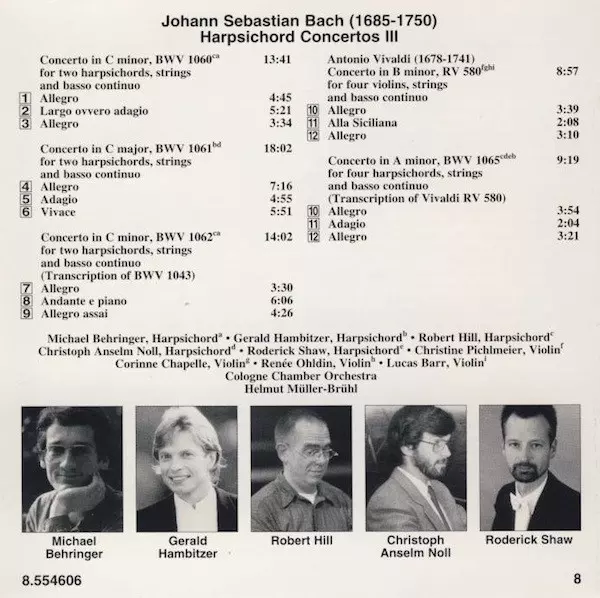 Johann Sebastian Bach (1685-1750)
Harpsichord Concertos III
Concerto in C minor, BWV 1060ca 13:41
for two harpsichords, strings
and basso continuo
1 Allegro 4:45
2 Largo ovvero adagio 5:21
3 Allegro 3:34
Concerto in C major, BWV 1061bd 18:02
for two harpsichords, strings
and basso continuo
4 Allegro 7:16
5 Adagio 4:55
6 Vivace 5:51
Concerto in C minor, BWV 1062ca 14:02
for two harpsichords, strings
and basso continuo
(Transcription of BWV 1043)
7 Allegro 3:30
8 Andante e piano 6:06
9 Allegro assai 4:26
Antonio Vivaldi (1678-1741)
Concerto in B minor, RV 580fghi 8:57
for four violins, strings
and basso continuo
10 Allegro 3:39
11 Alla Siciliana 2:08
12 Allegro 3:10
Concerto in A minor, BWV 1065cdeb 9:19
for four harpsichords, strings
and basso continuo
(Transcription of Vivaldi RV 580)
10 Allegro 3:54
11 Adagio 2:04
12 Allegro 3:21
Michael Behringer, Harpsichorda • Gerald Hambitzer, Harpsichordb • Robert Hill, Harpsichordc
Christoph Anselm Noll, Harpsichordd • Roderick Shaw, Harpsichorde • Christine Pichlmeier, Violinf
Corinne Chapelle, Violing • Renée Ohldin, Violinh • Lucas Barr, Violini
Cologne Chamber Orchestra
Helmut Müller-Brühl
Michael
Behringer
Gerald
Hambitzer
Robert Hill
Christoph
Anselm Noll
Roderick Shaw
8.554606
8